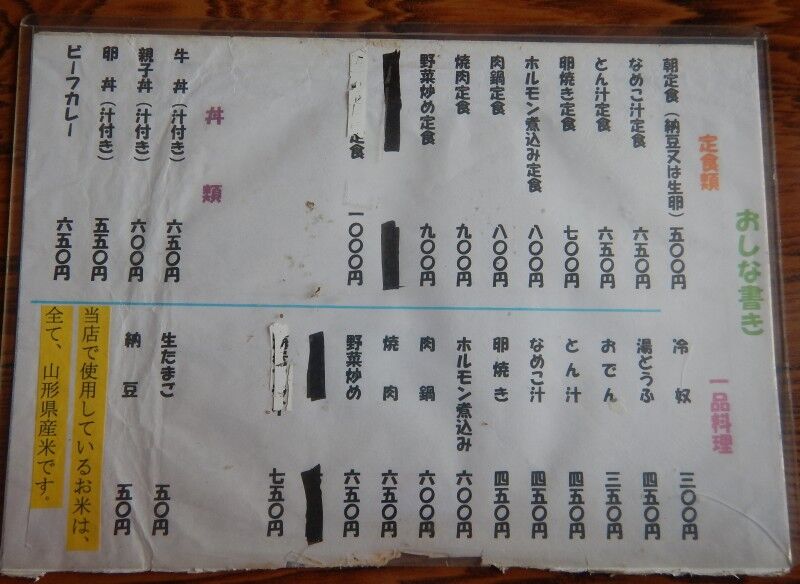 おしな書き
定食類
朝定食（納豆又は生卵）五〇〇円
なめこ汁定食 六五〇円
とん汁定食 六五〇円
卵焼き定食 七〇〇円
ホルモン煮込み定食 八〇〇円
肉鍋定食 八〇〇円
焼肉定食 九〇〇円
野菜炒め定食 九〇〇円
定食 一〇〇〇円
丼類
牛丼（汁付き） 六五〇円
親子丼（汁付き） 六〇〇円
卵丼（汁付き） 五五〇円
ビーフカレー 六五〇円
一品料理
冷奴 三〇〇円
湯どうふ 四五〇円
おでん 三五〇円
とん汁 四五〇円
なめこ汁 四五〇円
卵焼き 四五〇円
ホルモン煮込み 六〇〇円
肉鍋 六〇〇円
焼肉 六五〇円
野菜炒め 六五〇円
七五〇円
生たまご 五〇円
納豆 五〇円
当店で使用しているお米は、
全て、山形県産米です。